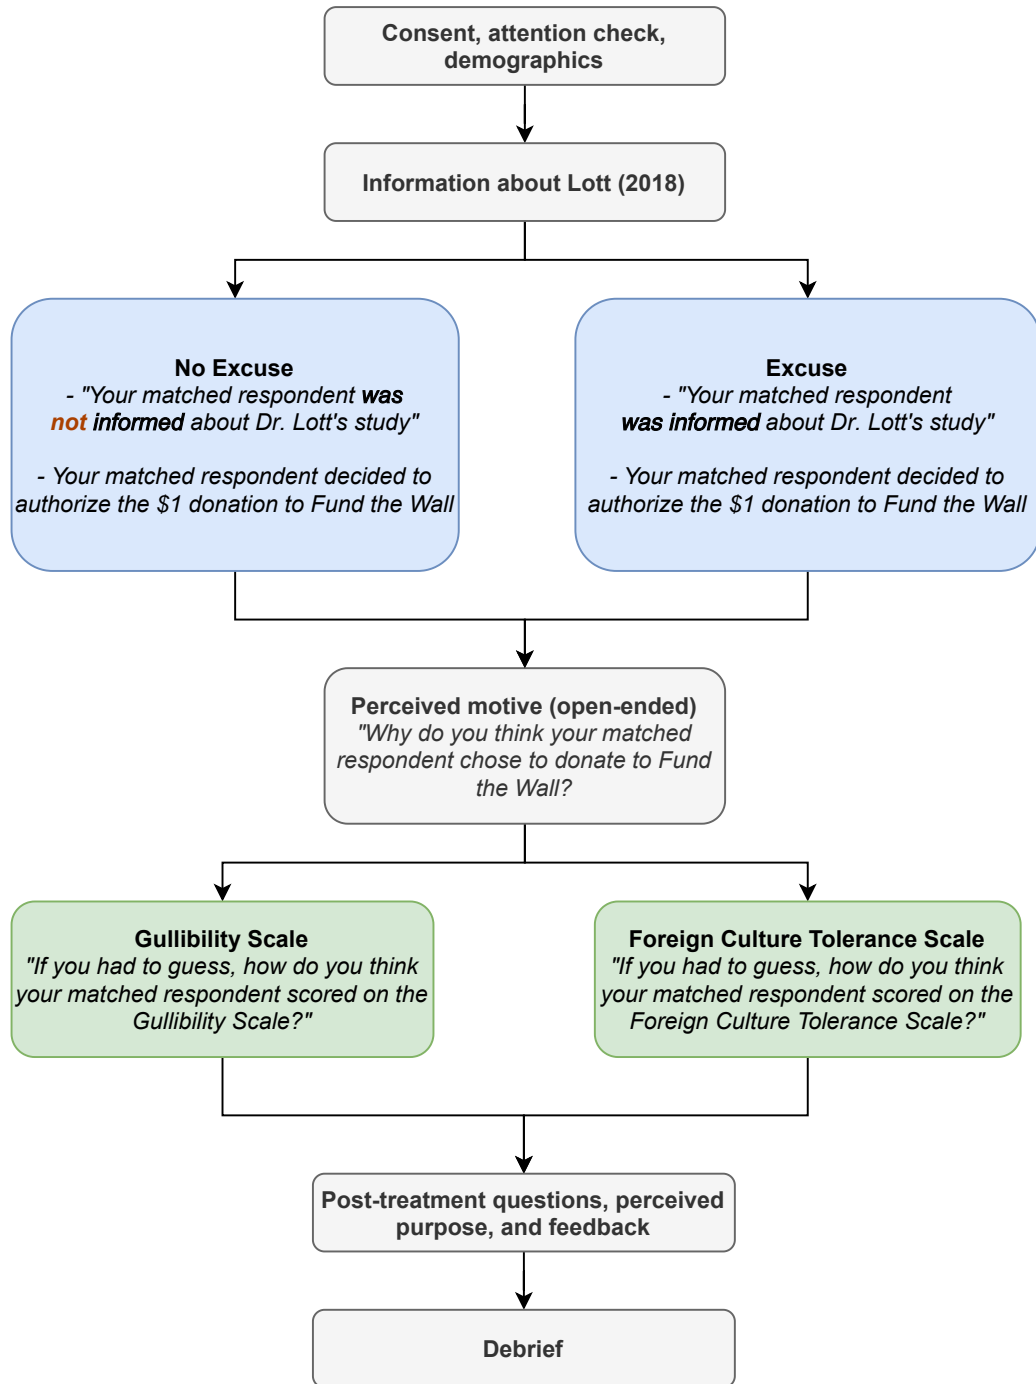 Consent, attention check,
demographics
Information about Lott (2018)
No Excuse
- "Your matched respondent was
not informed about Dr. Lott's study"
- Your matched respondent decided to
authorize the $1 donation to Fund the Wall
Excuse
- "Your matched respondent
was informed about Dr. Lott's study"
- Your matched respondent decided to
authorize the $1 donation to Fund the Wall
Perceived motive (open-ended)
"Why do you think your matched
respondent chose to donate to Fund
the Wall?
Gullibility Scale
"If you had to guess, how do you think
your matched respondent scored on the
Gullibility Scale?"
Foreign Culture Tolerance Scale
"If you had to guess, how do you think
your matched respondent scored on the
Foreign Culture Tolerance Scale?"
Post-treatment questions, perceived
purpose, and feedback
Debrief